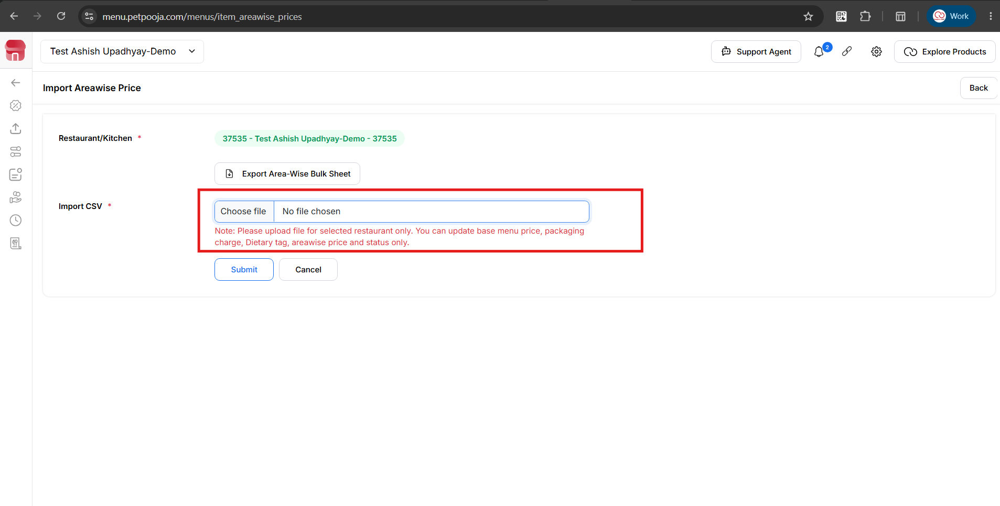 menu.petpooja.com/menus/item_areawise_prices
Work
Test Ashish Upadhyay-Demo
Support Agent
2
Explore Products
Import Areawise Price
Back
Restaurant/Kitchen *
37535 - Test Ashish Upadhyay-Demo - 37535
Export Area-Wise Bulk Sheet
Import CSV *
Choose file No file chosen
Note: Please upload file for selected restaurant only. You can update base menu price, packaging
charge, Dietary tag, areawise price and status only.
Submit
Cancel